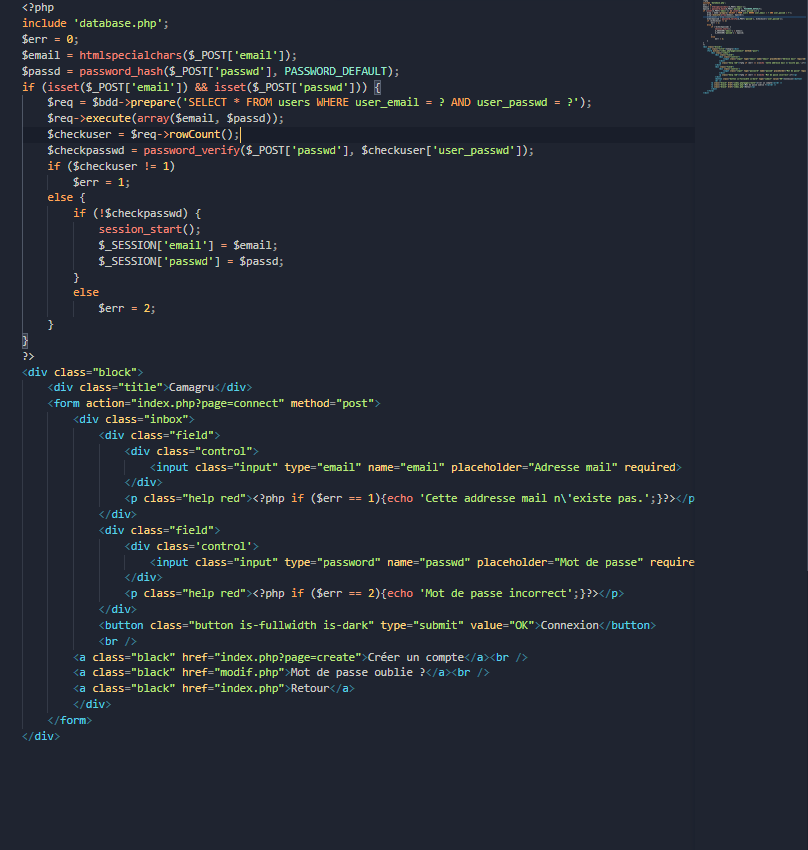 <?php
include 'database.php';
$err = 0;
$email = htmlspecialchars($_POST['email']);
$passd = password_hash($_POST['passwd'], PASSWORD_DEFAULT);
if (isset($_POST['email']) && isset($_POST['passwd'])) {
$req = $bdd->prepare('SELECT * FROM users WHERE user_email = ? AND user_passwd = ?');
$req->execute(array($email, $passd));
$checkuser = $req->rowCount();
$checkpasswd = password_verify($_POST['passwd'], $checkuser['user_passwd']);
if ($checkuser != 1)
$err = 1;
else {
if (!$checkpasswd) {
session_start();
$_SESSION['email'] = $email;
$_SESSION['passwd'] = $passd;
}
else
$err = 2;
}
}
?>
<div class="block">
<div class="title">Camagru</div>
<form action="index.php?page=connect" method="post">
<div class="inbox">
<div class="field">
<div class="control">
<input class="input" type="email" name="email" placeholder="Adresse mail" required>
</div>
<p class="help red"><?php if ($err == 1){echo 'Cette addresse mail n\'existe pas.';}?></p
</div>
<div class="field">
<div class='control'>
<input class="input" type="password" name="passwd" placeholder="Mot de passe" require
</div>
<p class="help red"><?php if ($err == 2){echo 'Mot de passe incorrect';}?></p>
</div>
<button class="button is-fullwidth is-dark" type="submit" value="OK">Connexion</button>
<br />
<a class="black" href="index.php?page=create">Créer un compte</a><br />
<a class="black" href="modif.php">Mot de passe oublie ?</a><br />
<a class="black" href="index.php">Retour</a>
</div>
</form>
</div>